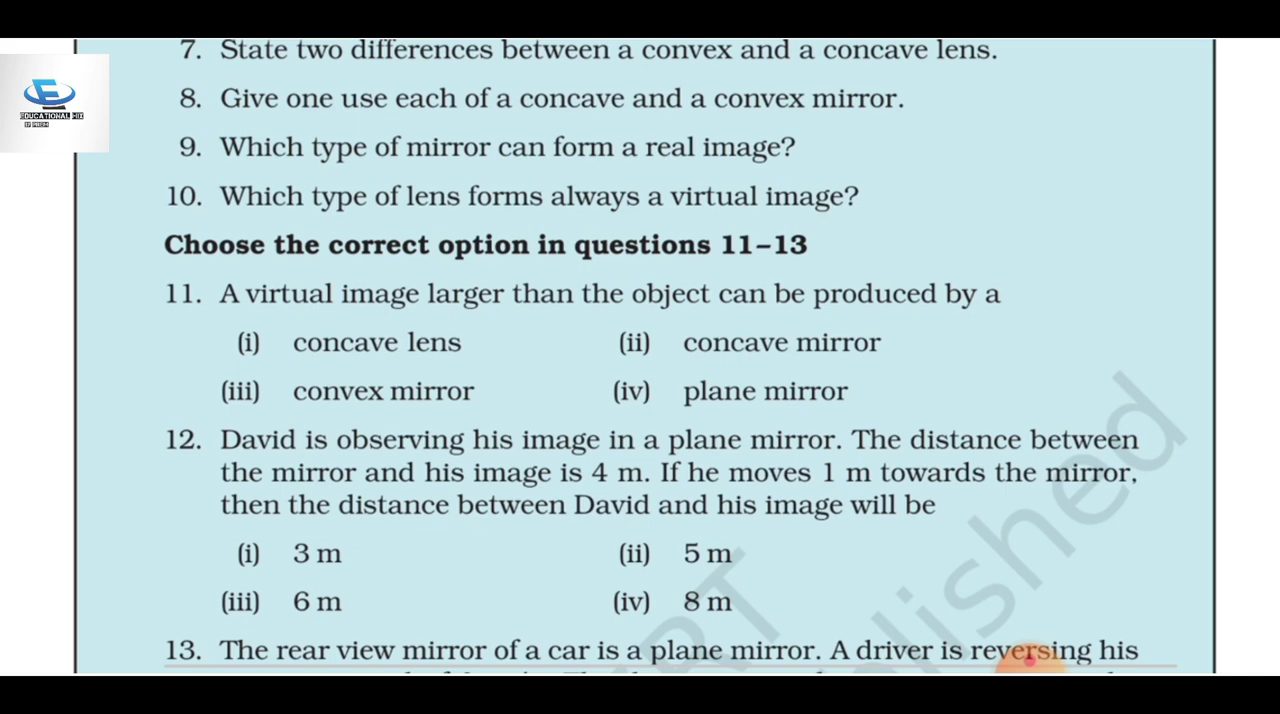 7. State two differences between a convex and a concave lens.
EDUCATIONAL MIX
8. Give one use each of a concave and a convex mirror.
9. Which type of mirror can form a real image?
10. Which type of lens forms always a virtual image?
Choose the correct option in questions 11–13
11. A virtual image larger than the object can be produced by a
(i) concave lens (ii) concave mirror
(iii) convex mirror (iv) plane mirror
12. David is observing his image in a plane mirror. The distance between
the mirror and his image is 4 m. If he moves 1 m towards the mirror,
then the distance between David and his image will be
(i) 3 m (ii) 5 m
(iii) 6 m (iv) 8 m
13. The rear view mirror of a car is a plane mirror. A driver is reversing his